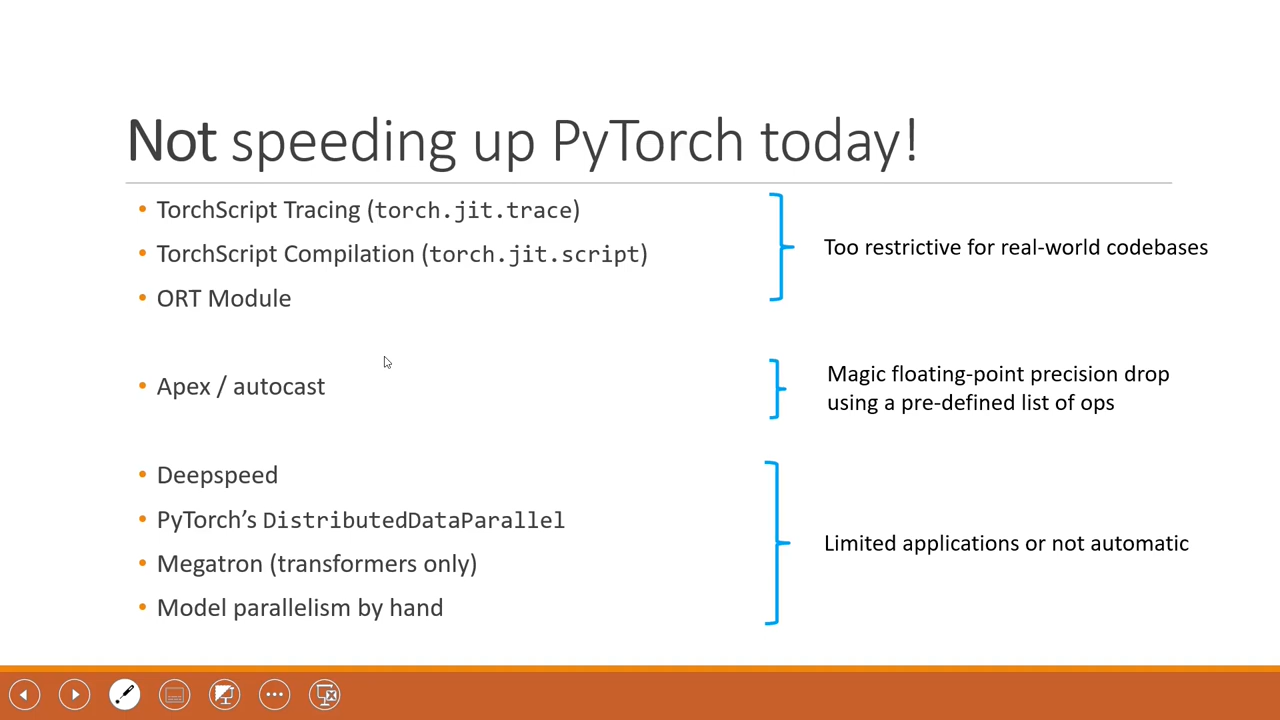 Not speeding up PyTorch today!
• TorchScript Tracing (torch.jit.trace)
• TorchScript Compilation (torch.jit.script)
• ORT Module
Too restrictive for real-world codebases
• Apex / autocast
Magic floating-point precision drop
using a pre-defined list of ops
• Deepspeed
• PyTorch’s DistributedDataParallel
• Megatron (transformers only)
• Model parallelism by hand
Limited applications or not automatic